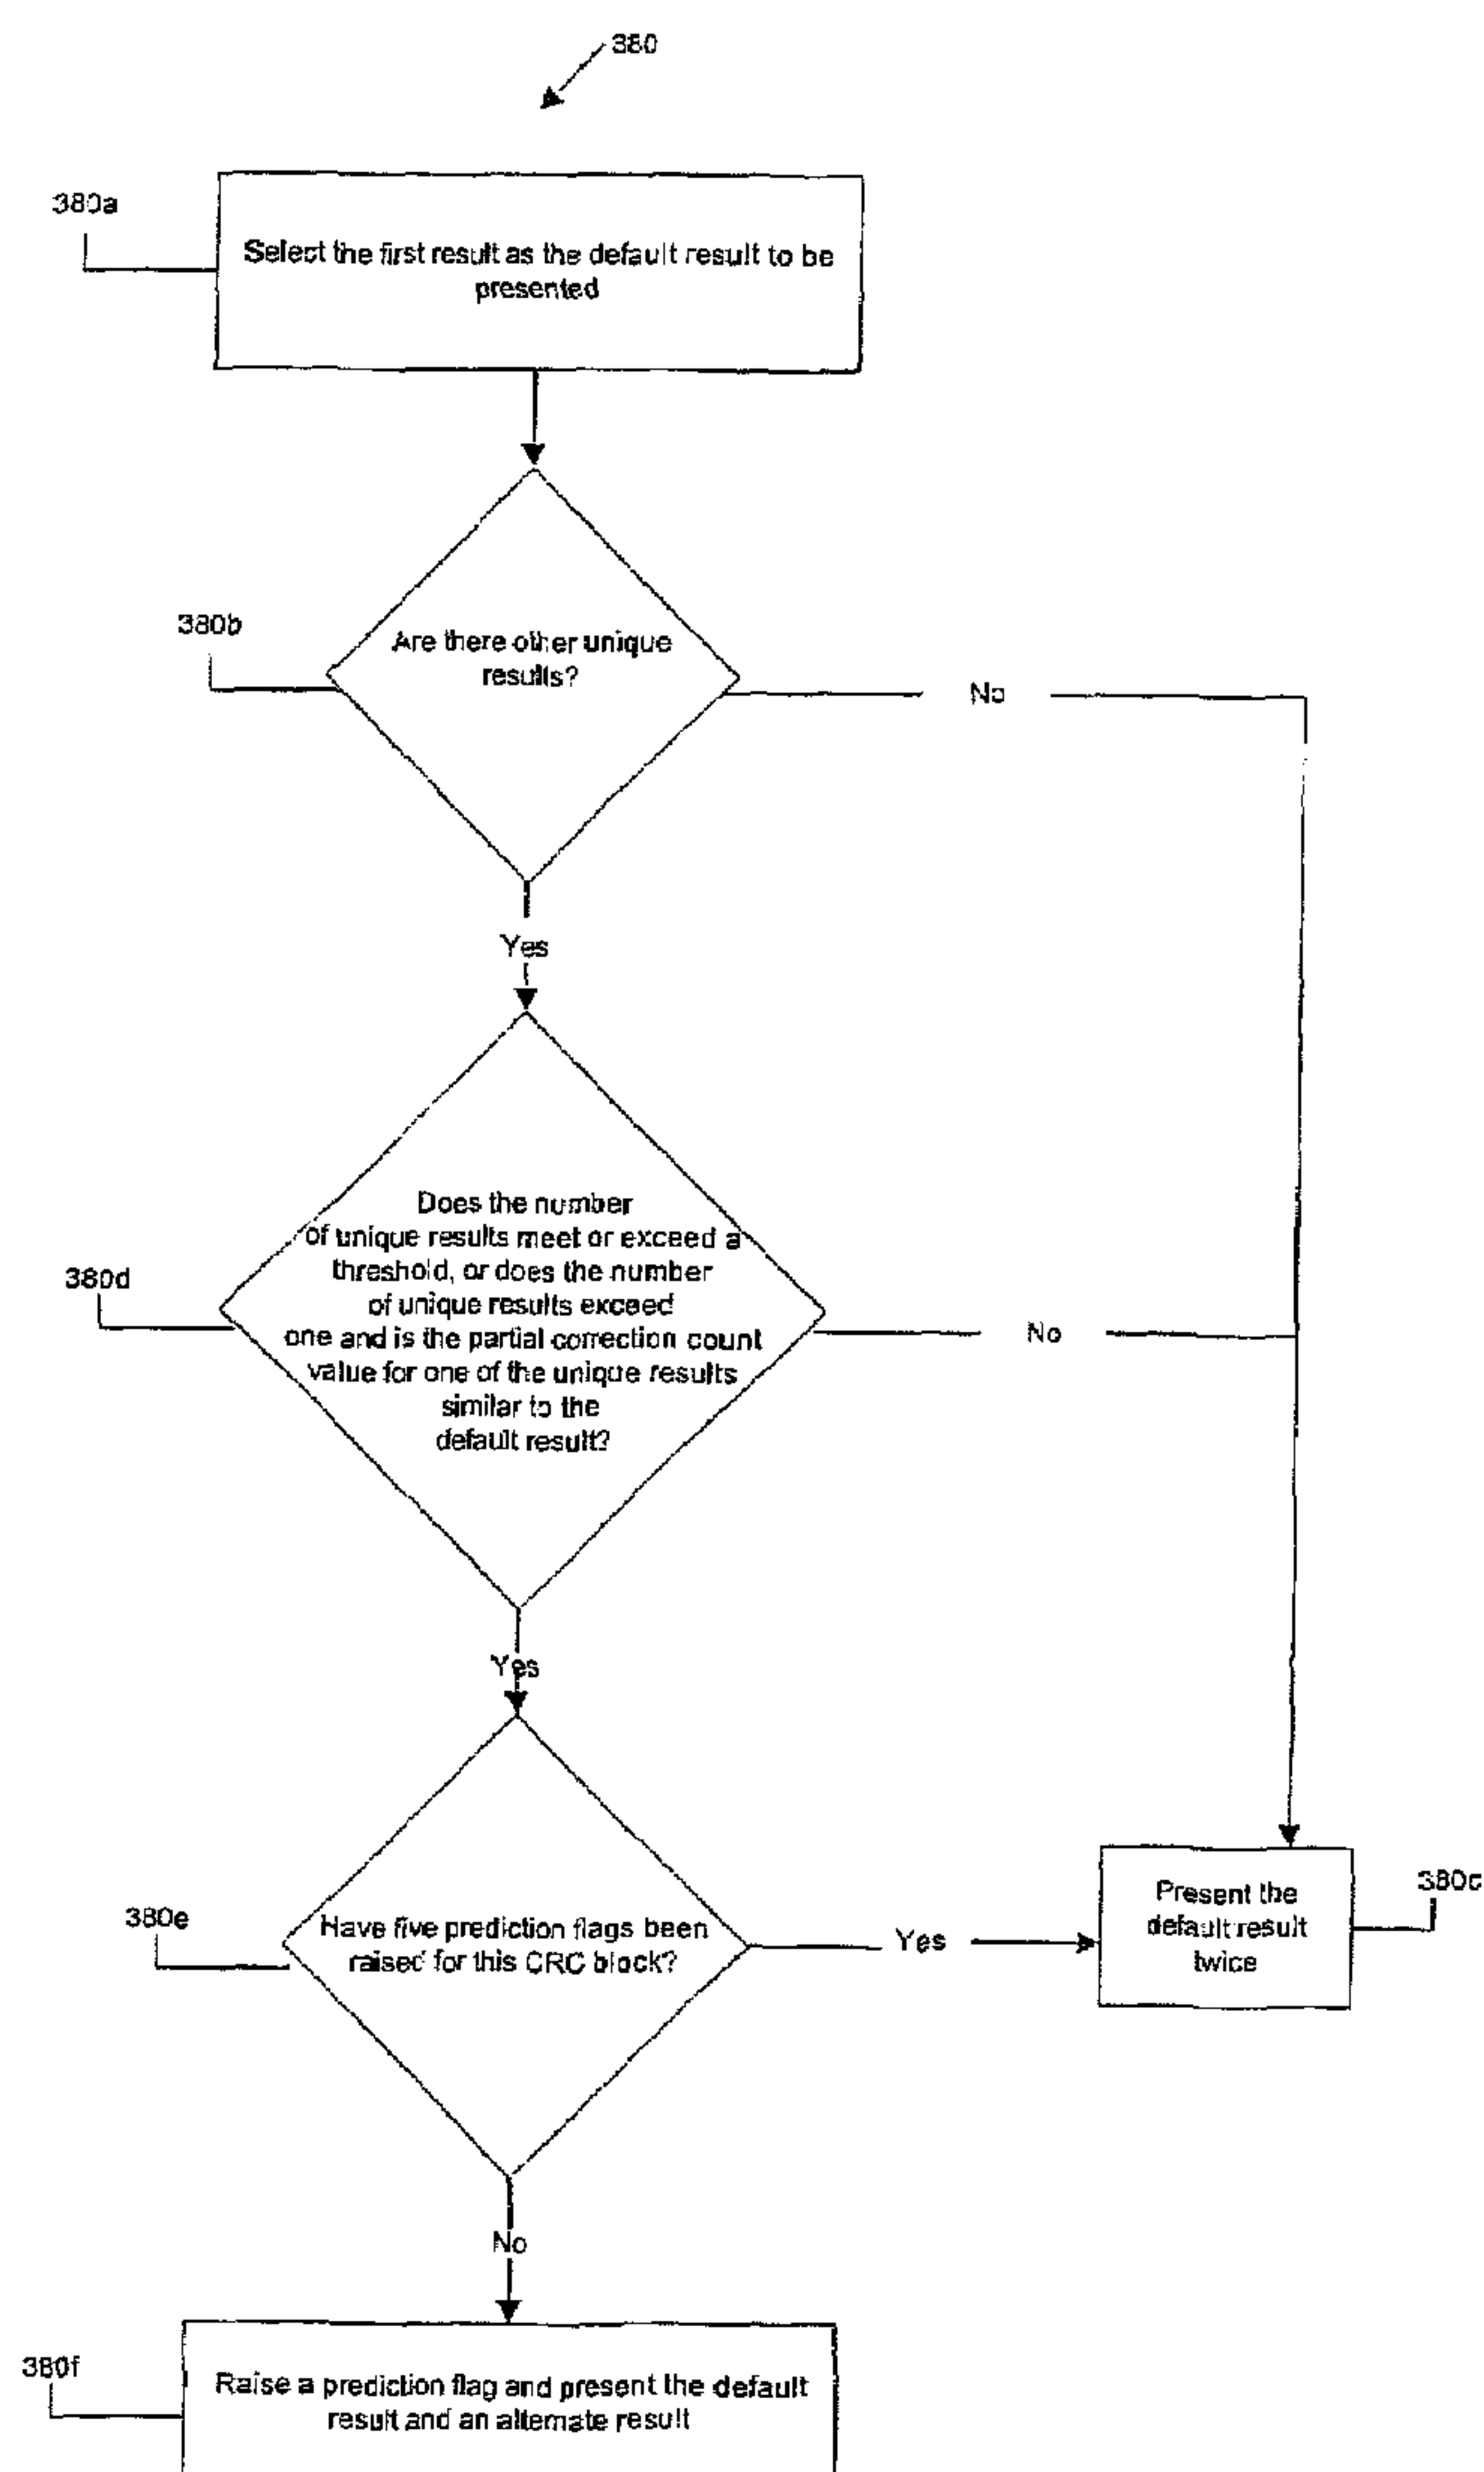 380
380a
Select the first result as the default result to be
presented
380b
Are there other unique
results?
No
Yes
Does the number
of unique results meet or exceed a
threshold, or does the number
of unique results exceed
one and is the partial correction count
value for one of the unique results
similar to the
default result?
380d
No
Yes
380e
Have five prediction flags been
raised for this CRC block?
Yes
Present the
default result
twice
380c
No
380f
Raise a prediction flag and present the default
result and an alternate result